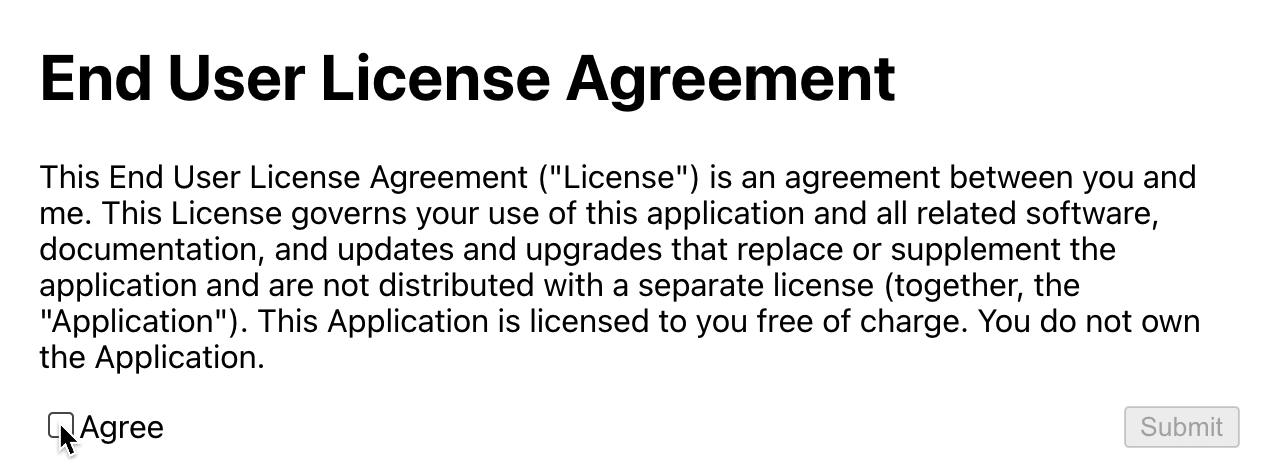 End User License Agreement
This End User License Agreement ("License") is an agreement between you and
me. This License governs your use of this application and all related software,
documentation, and updates and upgrades that replace or supplement the
application and are not distributed with a separate license (together, the
"Application"). This Application is licensed to you free of charge. You do not own
the Application.
Agree
Submit